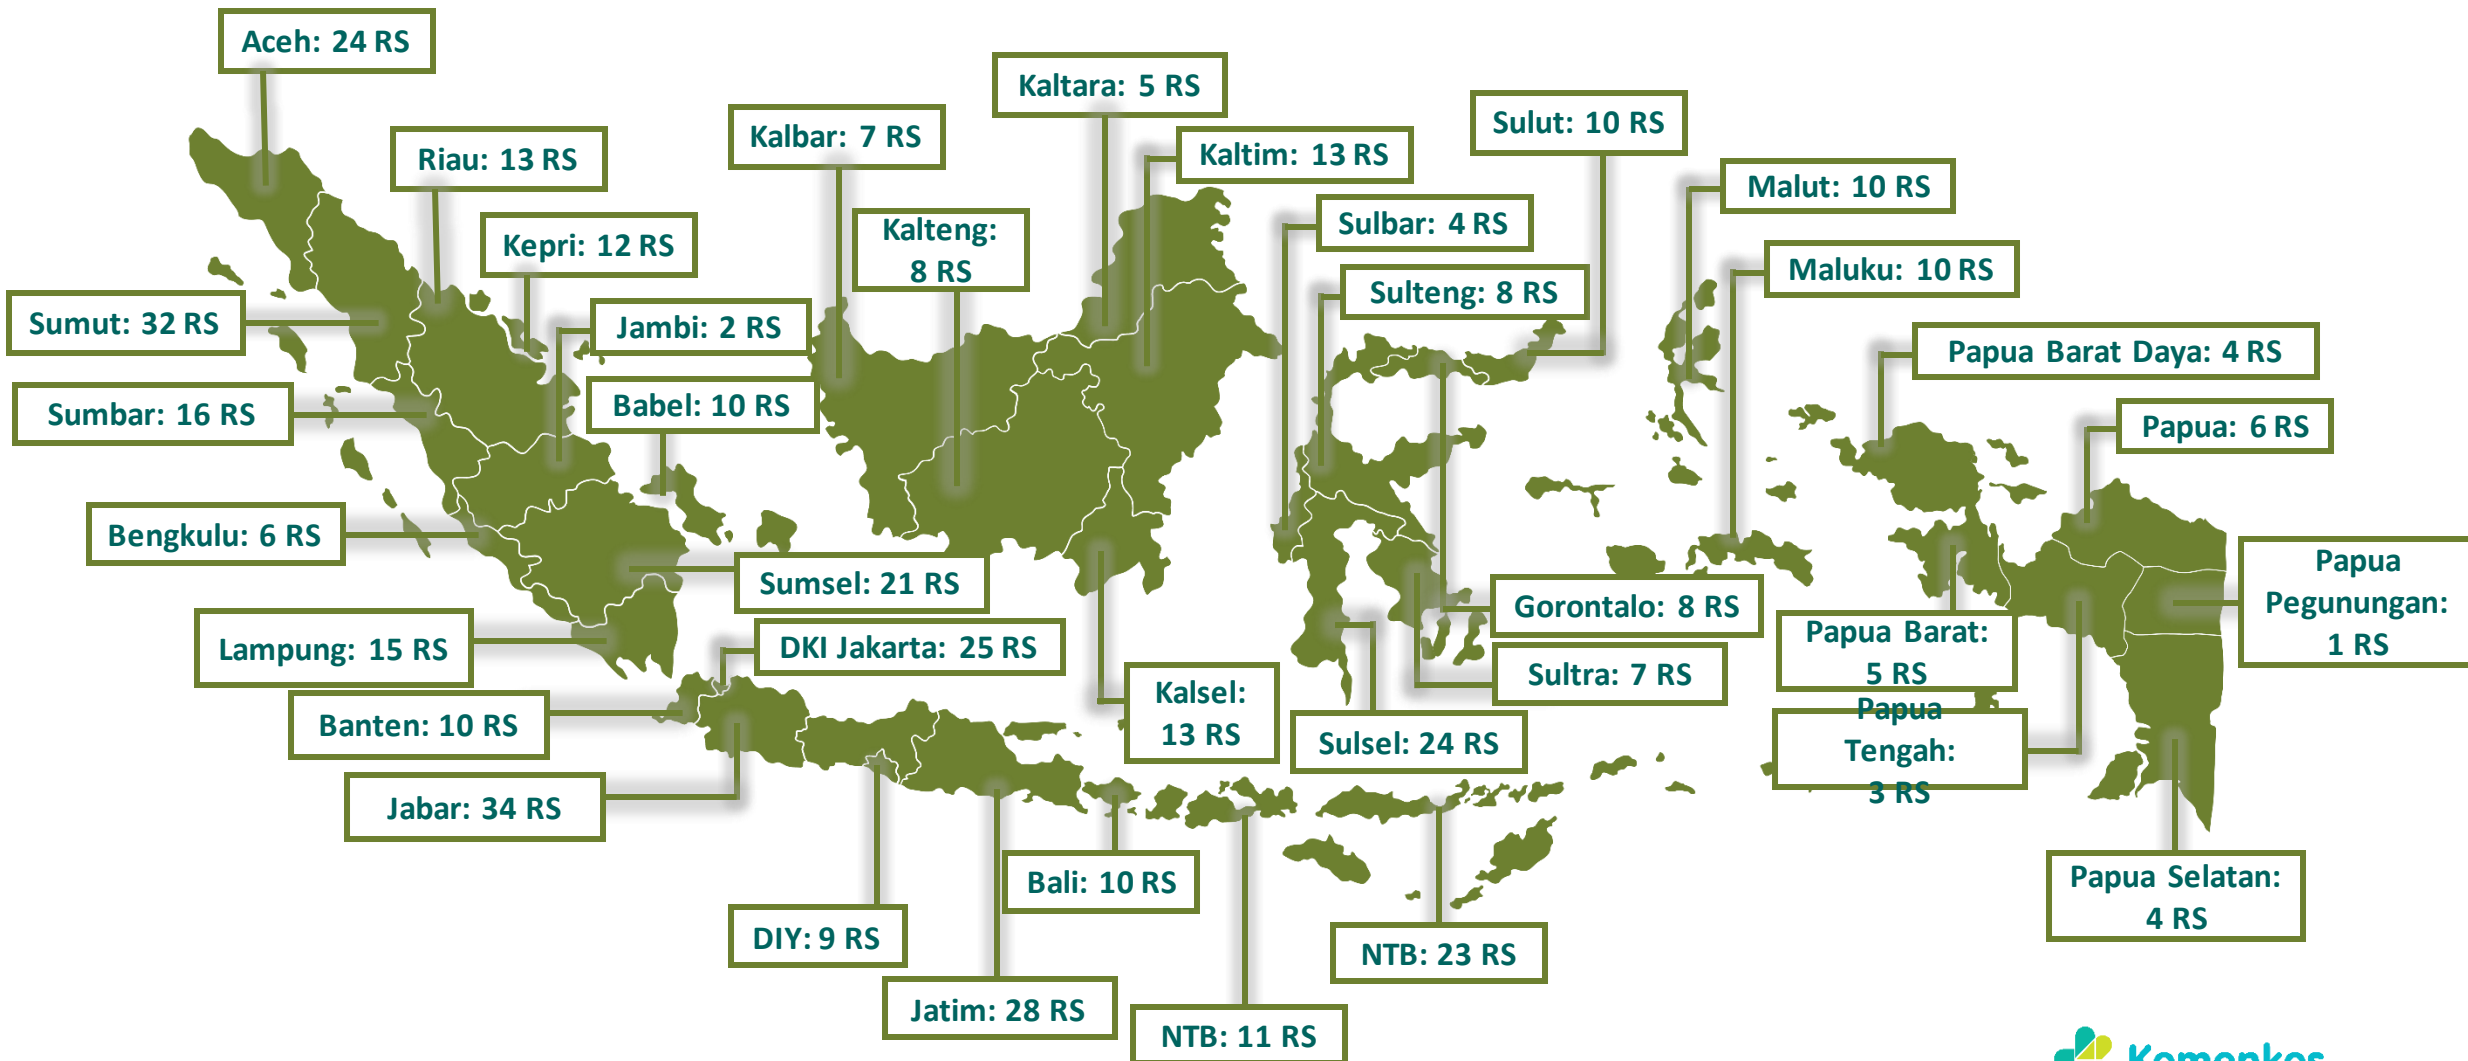 Aceh: 24 RS
Kaltara: 5 RS
Kalbar: 7 RS
Sulut: 10 RS
Riau: 13 RS
Kaltim: 13 RS
Malut: 10 RS
Kepri: 12 RS
Kalteng:
8 RS
Sulbar: 4 RS
Maluku: 10 RS
Sulteng: 8 RS
Sumut: 32 RS
Jambi: 2 RS
Papua Barat Daya: 4 RS
Sumbar: 16 RS
Babel: 10 RS
Papua: 6 RS
Bengkulu: 6 RS
Sumsel: 21 RS
Gorontalo: 8 RS
Papua
Pegunungan:
1 RS
Lampung: 15 RS
DKI Jakarta: 25 RS
Papua Barat:
5 RS
Sultra: 7 RS
Banten: 10 RS
Kalsel:
13 RS
Sulsel: 24 RS
Papua
Tengah:
3 RS
Jabar: 34 RS
Bali: 10 RS
Papua Selatan:
4 RS
DIY: 9 RS
NTB: 23 RS
Jatim: 28 RS
NTB: 11 RS
Kemenkes